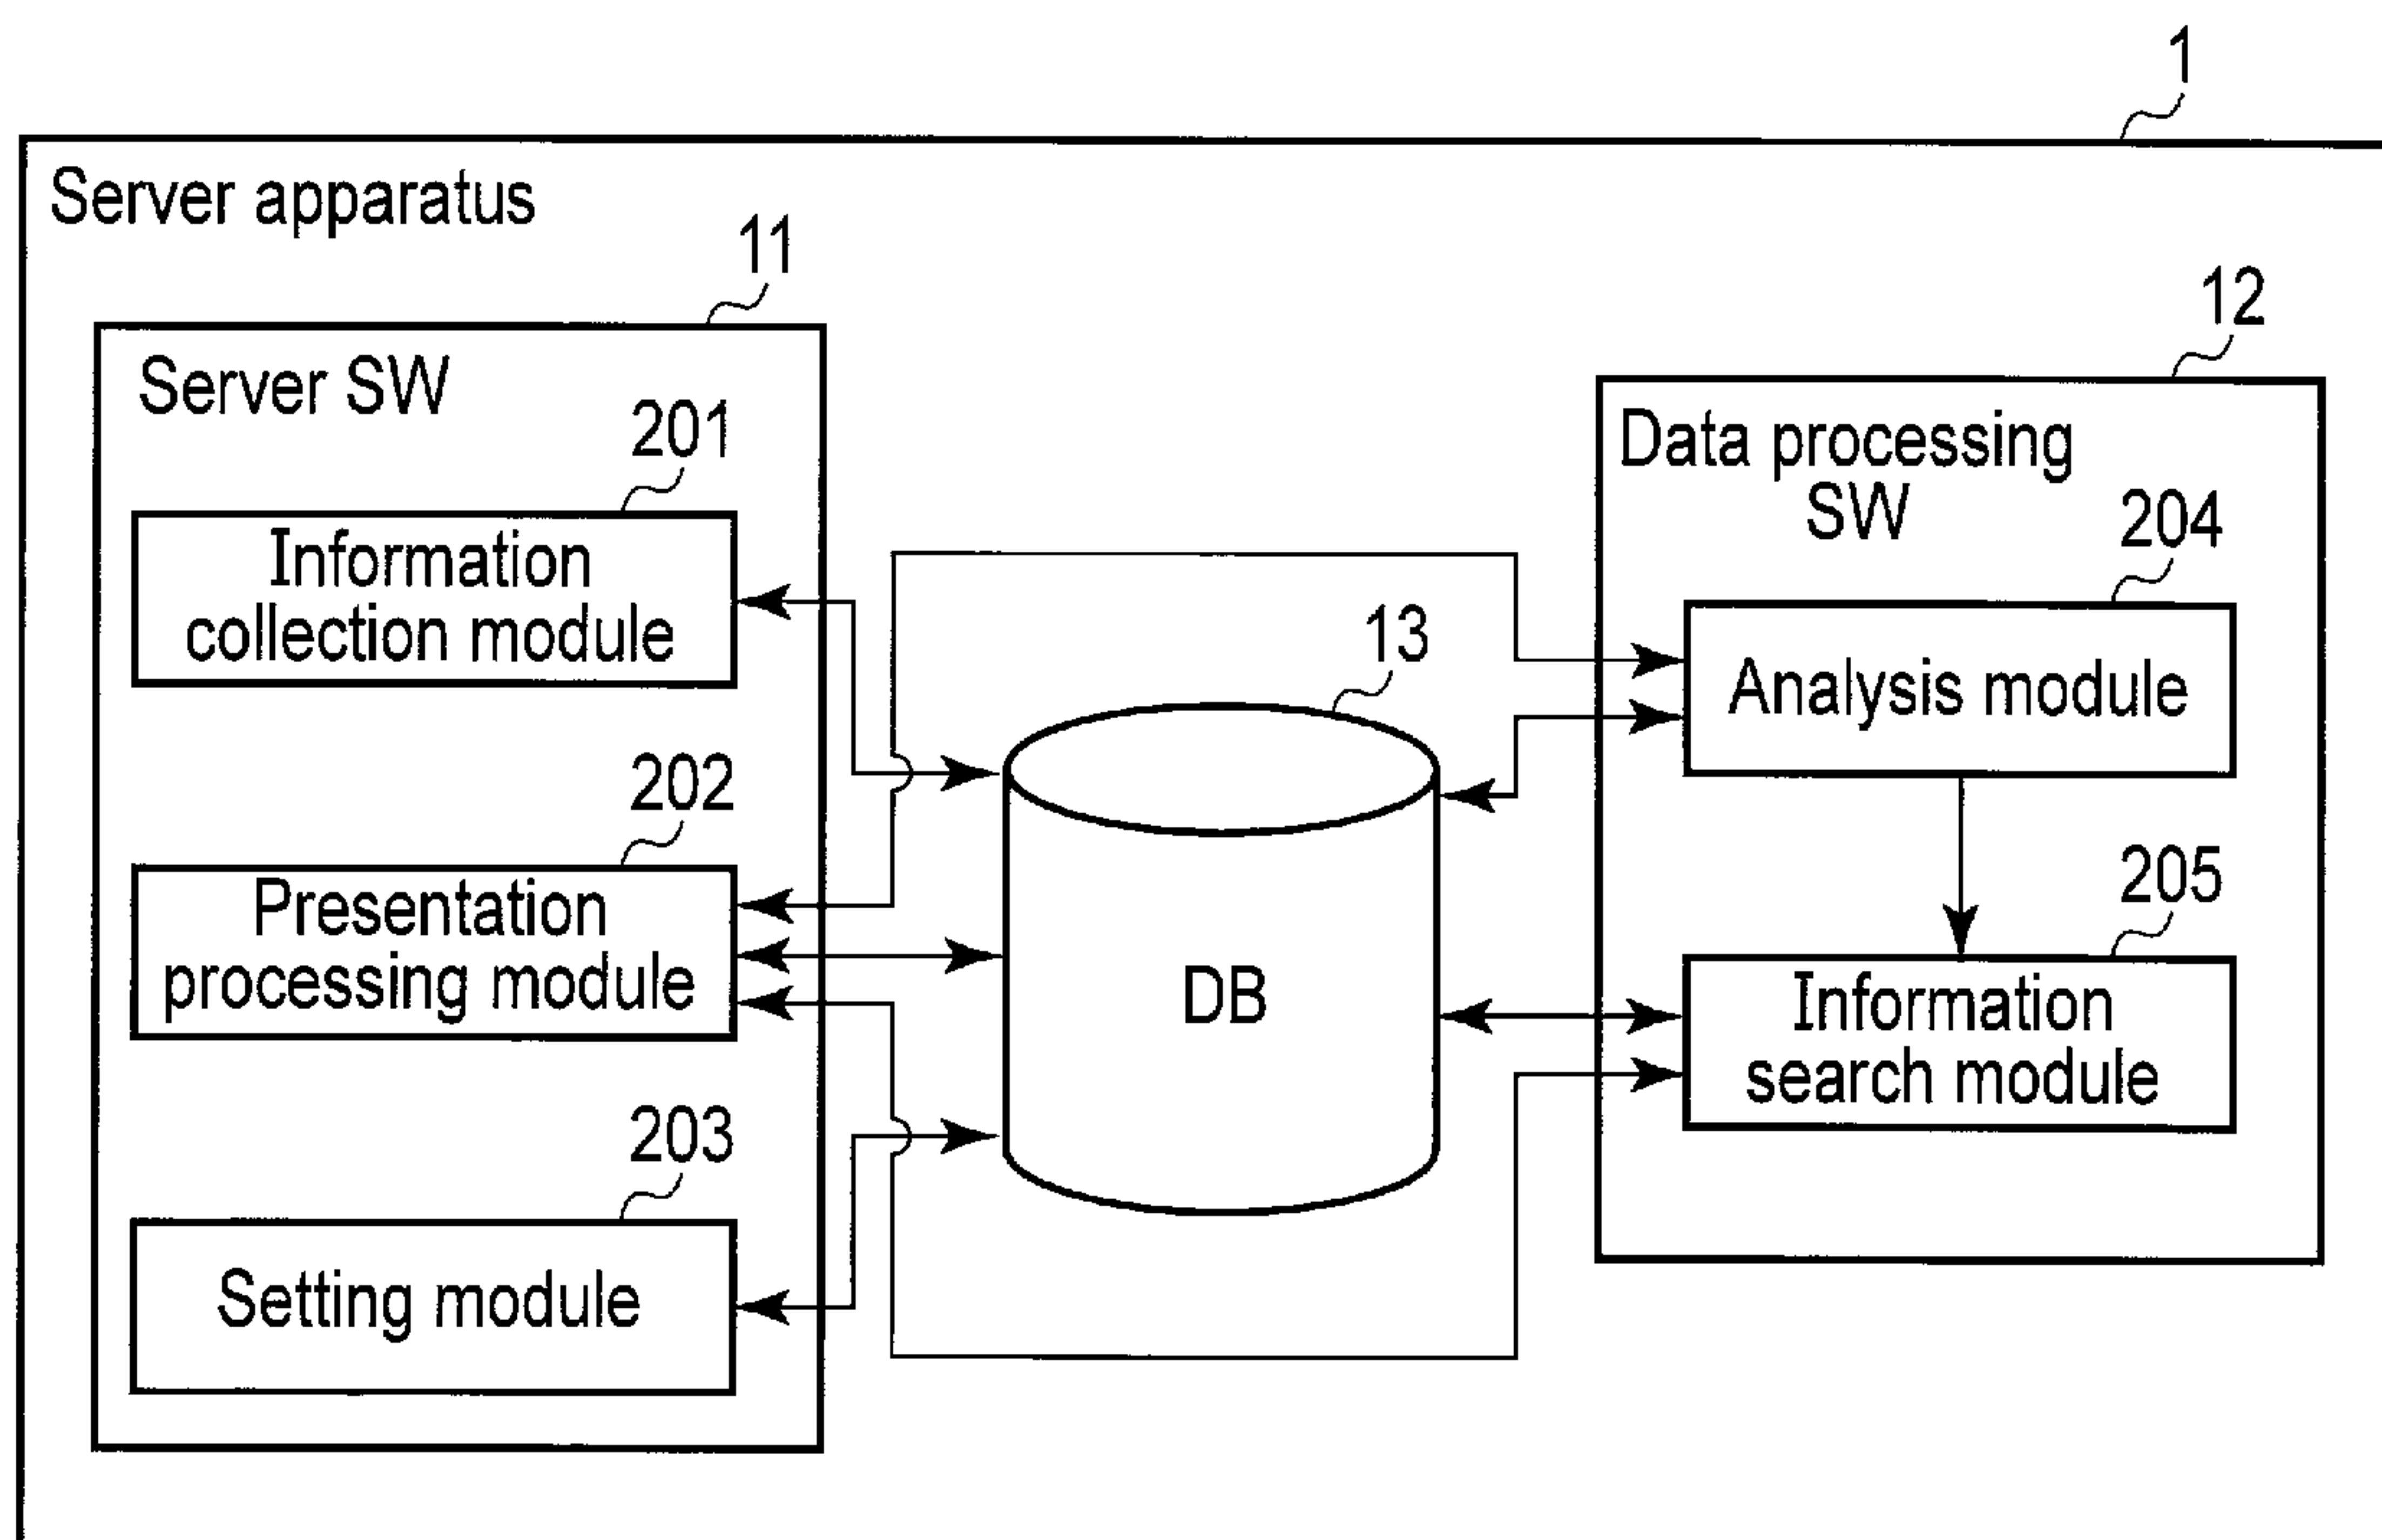 1
Server apparatus
11
Server SW
201
Information
collection module
202
Presentation
processing module
203
Setting module
13
DB
12
Data processing
SW
204
Analysis module
205
Information
search module